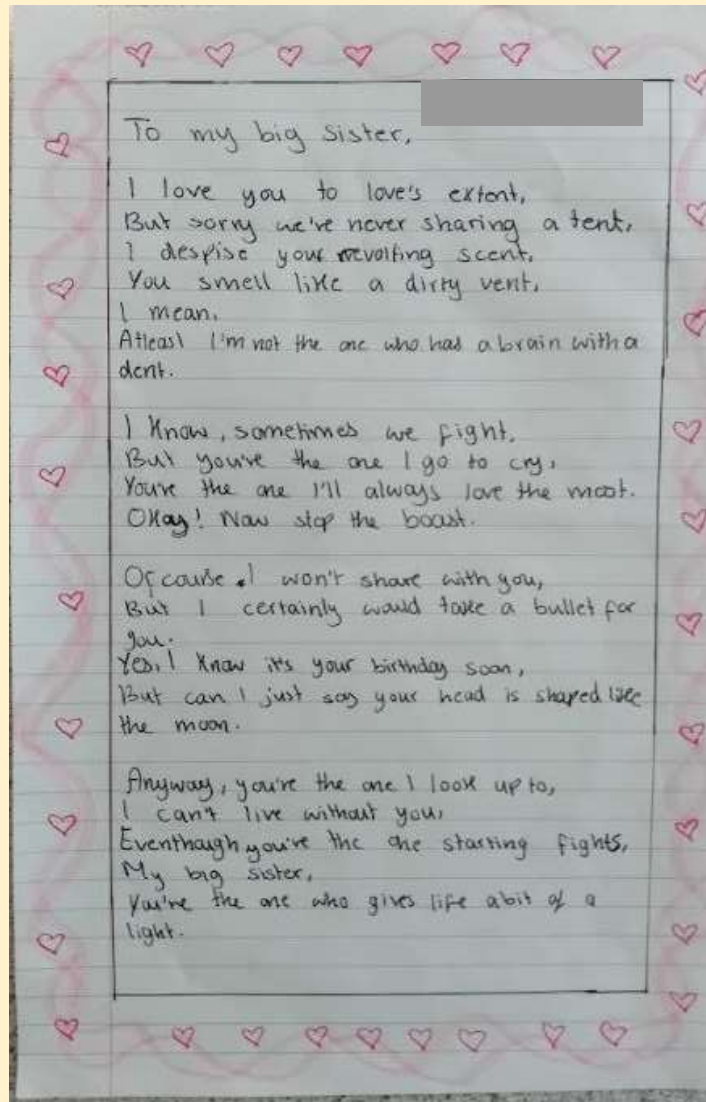 To my big sister,
I love you to love's extent,
But sorry we're never sharing a tent,
I despise your revolting scent,
You smell like a dirty vent,
I mean,
Atleast I'm not the one who has a brain with a
dent.
I know, sometimes we fight,
But you're the one I go to cry,
You're the one I'll always love the most.
Okay! Now stop the boast.
Of cause. I won't share with you,
But I certainly would take a bullet for
you.
Yes, I know it's your birthday soon,
But can I just say your head is shaped like
the moon.
Anyway, you're the one I look up to,
I can't live without you,
Eventhough you're the one starting fights,
My big sister,
You're the one who gives life abit of a
light.